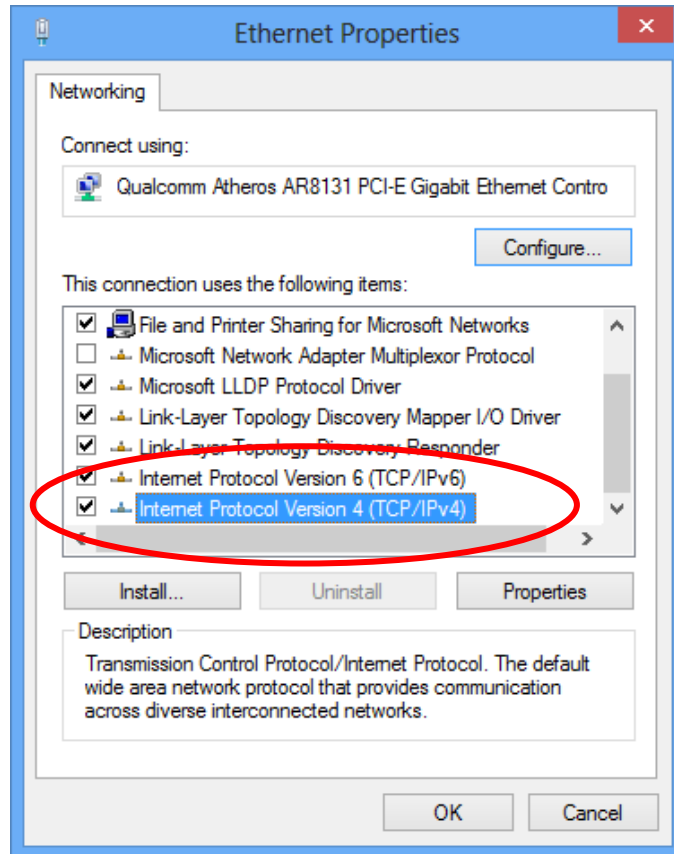 Ethernet Properties
Networking
Connect using:
Qualcomm Atheros AR8131 PCI-E Gigabit Ethernet Contro
Configure...
This connection uses the following items:
File and Printer Sharing for Microsoft Networks
Microsoft Network Adapter Multiplexor Protocol
Microsoft LLDP Protocol Driver
Link-Layer Topology Discovery Mapper I/O Driver
Link-Layer Topology Discovery Responder
Internet Protocol Version 6 (TCP/IPv6)
Internet Protocol Version 4 (TCP/IPv4)
Install...
Uninstall
Properties
Description
Transmission Control Protocol/Internet Protocol. The default
wide area network protocol that provides communication
across diverse interconnected networks.
OK
Cancel